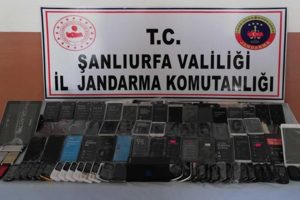 T.C.
ŞANLIURFA VALİLİĞİ
İL JANDARMA KOMUTANLIĞI